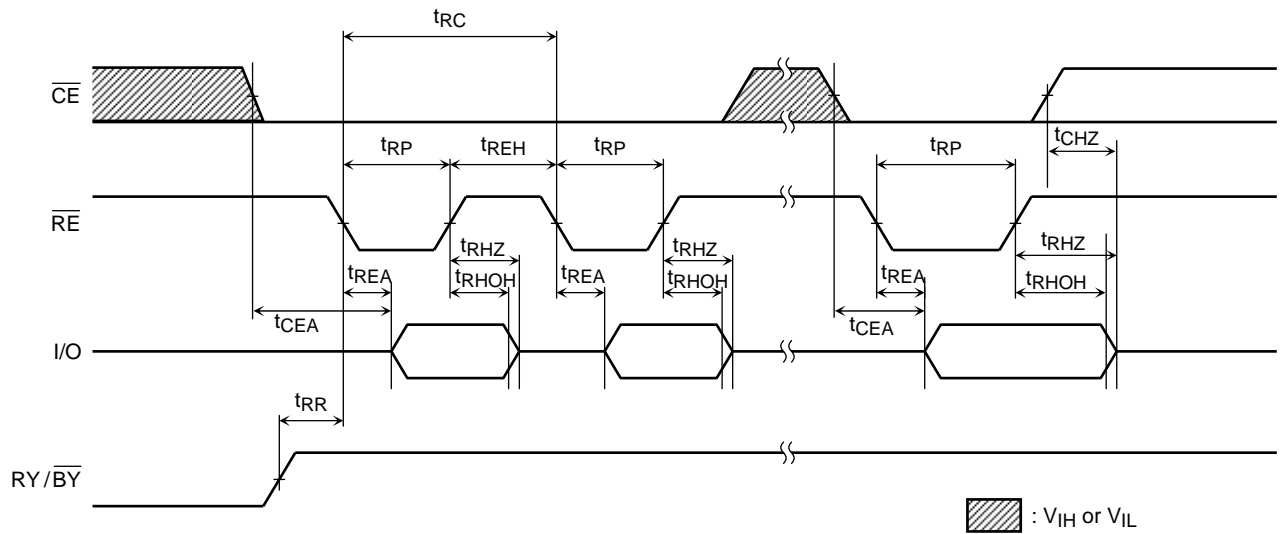 tRC
CE
tCHZ
tRP
tREH
tRP
tRP
RE
tRHZ
tRHZ
tRHZ
tREA
tRHOH
tREA
tRHOH
tREA
tRHOH
tCEA
tCEA
I/O
tRR
RY/BY
: VIH or VIL